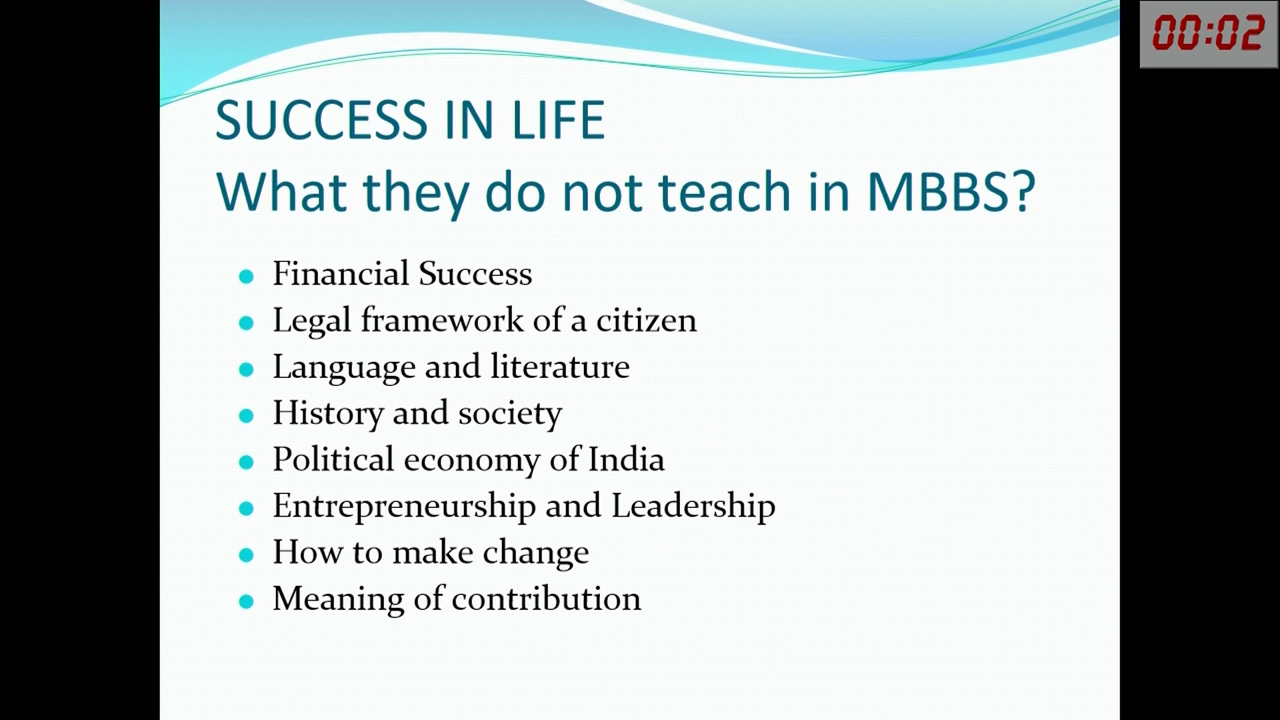 00:02
SUCCESS IN LIFE
What they do not teach in MBBS?
Financial Success
Legal framework of a citizen
Language and literature
History and society
Political economy of India
Entrepreneurship and Leadership
How to make change
Meaning of contribution